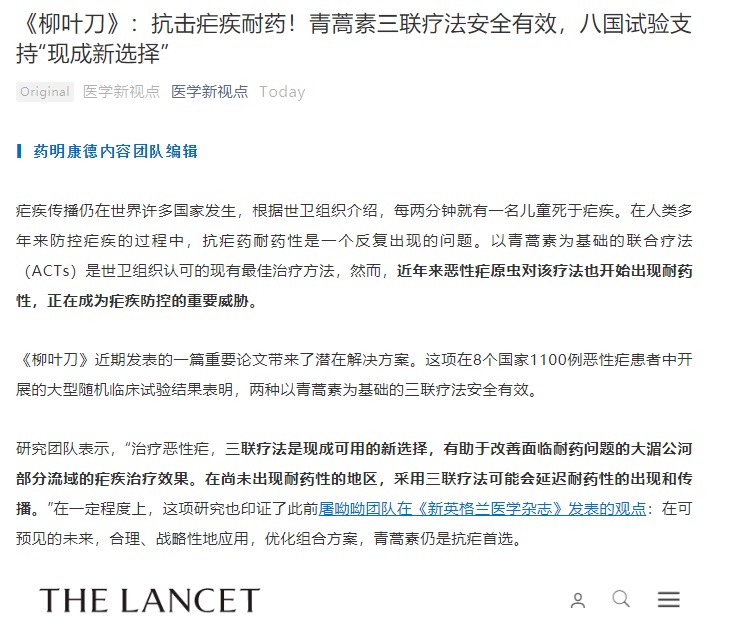 《柳叶刀》：抗击疟疾耐药！青蒿素三联疗法安全有效，八国试验支
持“现成新选择”
Original 医学新视点 医学新视点 Today
药明康德内容团队编辑
疟疾传播仍在世界许多国家发生，根据世卫组织介绍，每两分钟就有一名儿童死于疟疾。在人类多
年来防控疟疾的过程中，抗疟药耐药性是一个反复出现的问题。以青蒿素为基础的联合疗法
（ACTs）是世卫组织认可的现有最佳治疗方法，然而，近年来恶性疟原虫对该疗法也开始出现耐药
性，正在成为疟疾防控的重要威胁。
《柳叶刀》近期发表的一篇重要论文带来了潜在解决方案。这项在8个国家1100例恶性疟患者中开
展的大型随机临床试验结果表明，两种以青蒿素为基础的三联疗法安全有效。
研究团队表示，“治疗恶性疟，三联疗法是现成可用的新选择，有助于改善面临耐药问题的大湄公河
部分流域的疟疾治疗效果。在尚未出现耐药性的地区，采用三联疗法可能会延迟耐药性的出现和传
播。”在一定程度上，这项研究也印证了此前屠呦呦团队在《新英格兰医学杂志》发表的观点：在可
预见的未来，合理、战略性地应用，优化组合方案，青蒿素仍是抗疟首选。
THE LANCET